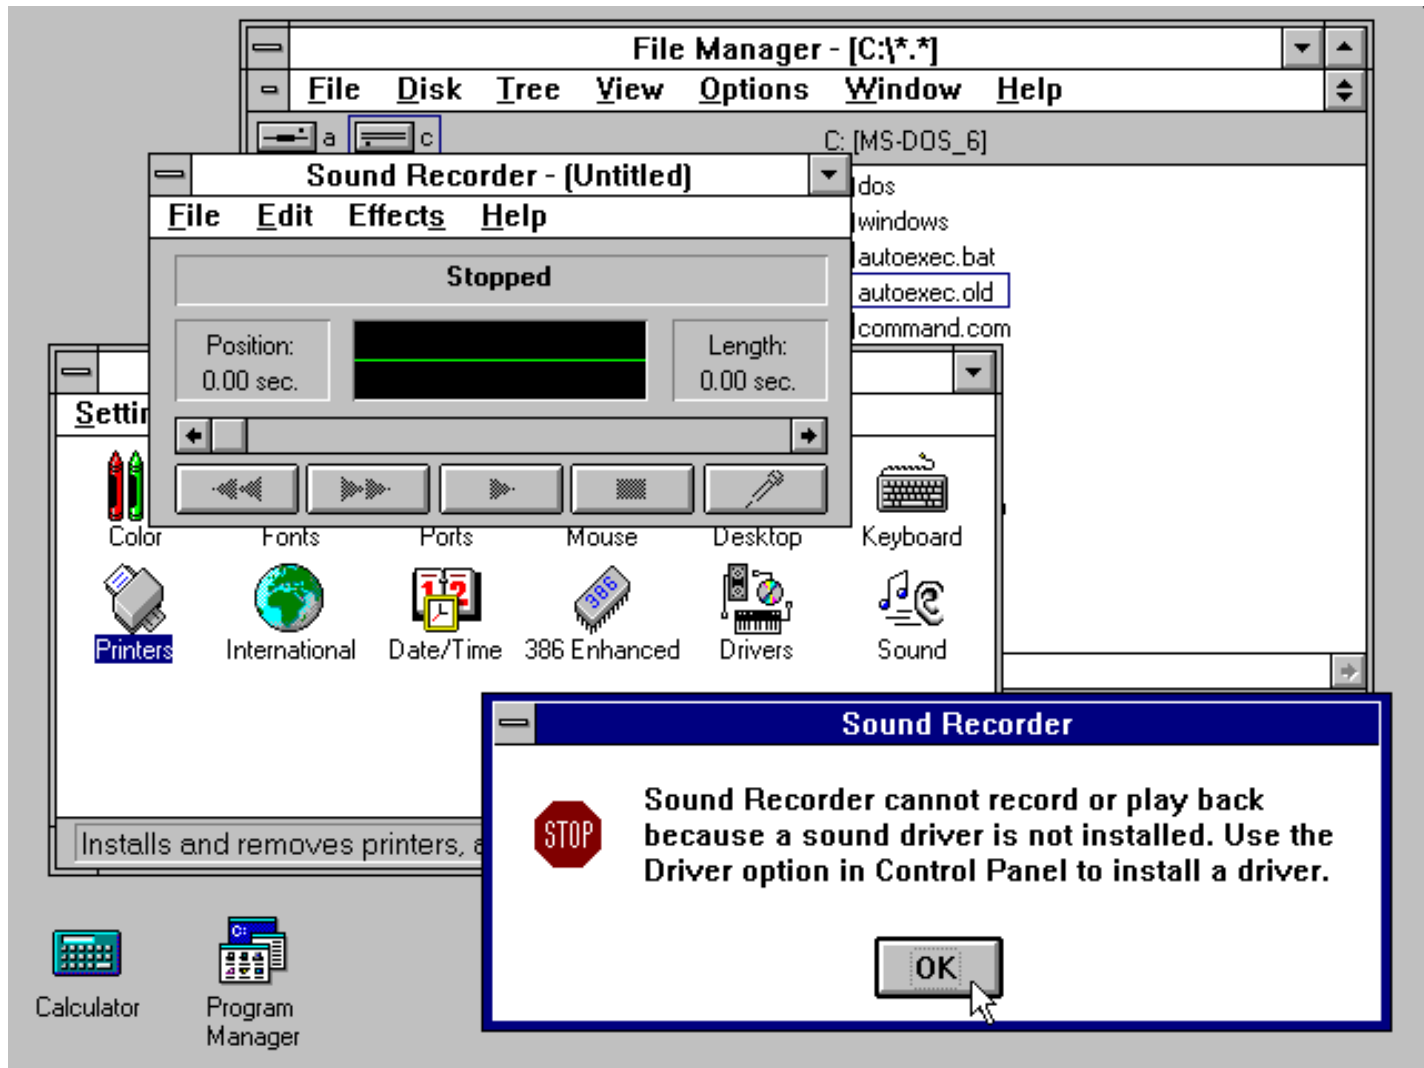 File Manager - [C:\*.*]
File Disk Tree View Options Window Help
a c C: [MS-DOS_6]
Sound Recorder - (Untitled)
File Edit Effects Help
Stopped
Position:
0.00 sec.
Length:
0.00 sec.
dos
windows
autoexec.bat
autoexec.old
command.com
Settin
Color Fonts Ports Mouse Desktop Keyboard
12
386
Printers International Date/Time 386 Enhanced Drivers Sound
Installs and removes printers, a
Sound Recorder
STOP
Sound Recorder cannot record or play back
because a sound driver is not installed. Use the
Driver option in Control Panel to install a driver.
OK
C:
Calculator
Program
Manager